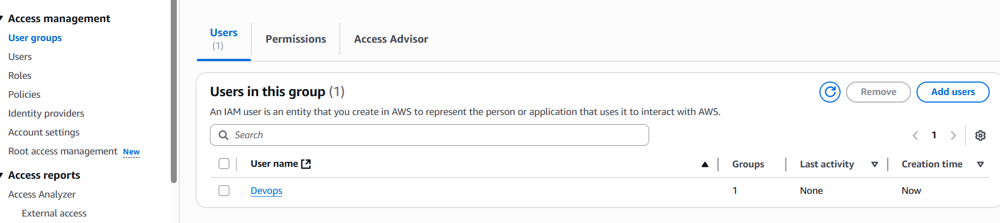 Access management
User groups
Users
Roles
Policies
Identity providers
Account settings
Root access management New
Access reports
Access Analyzer
External access
Users
(1)
Permissions
Access Advisor
Users in this group (1)
Remove
Add users
An IAM user is an entity that you create in AWS to represent the person or application that uses it to interact with AWS.
Search
1
User name Groups Last activity Creation time
Devops 1 None Now